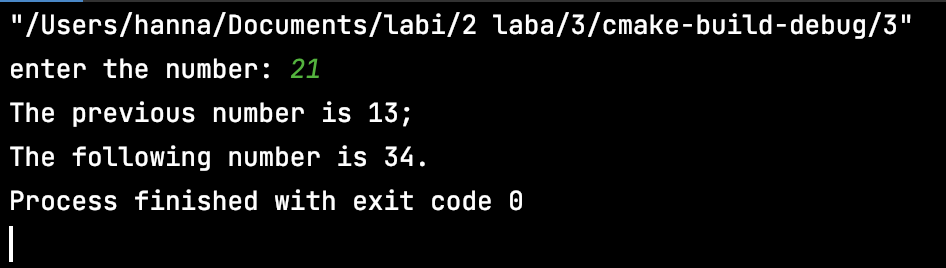 "/Users/hanna/Documents/labi/2 laba/3/cmake-build-debug/3"
enter the number: 21
The previous number is 13;
The following number is 34.
Process finished with exit code 0